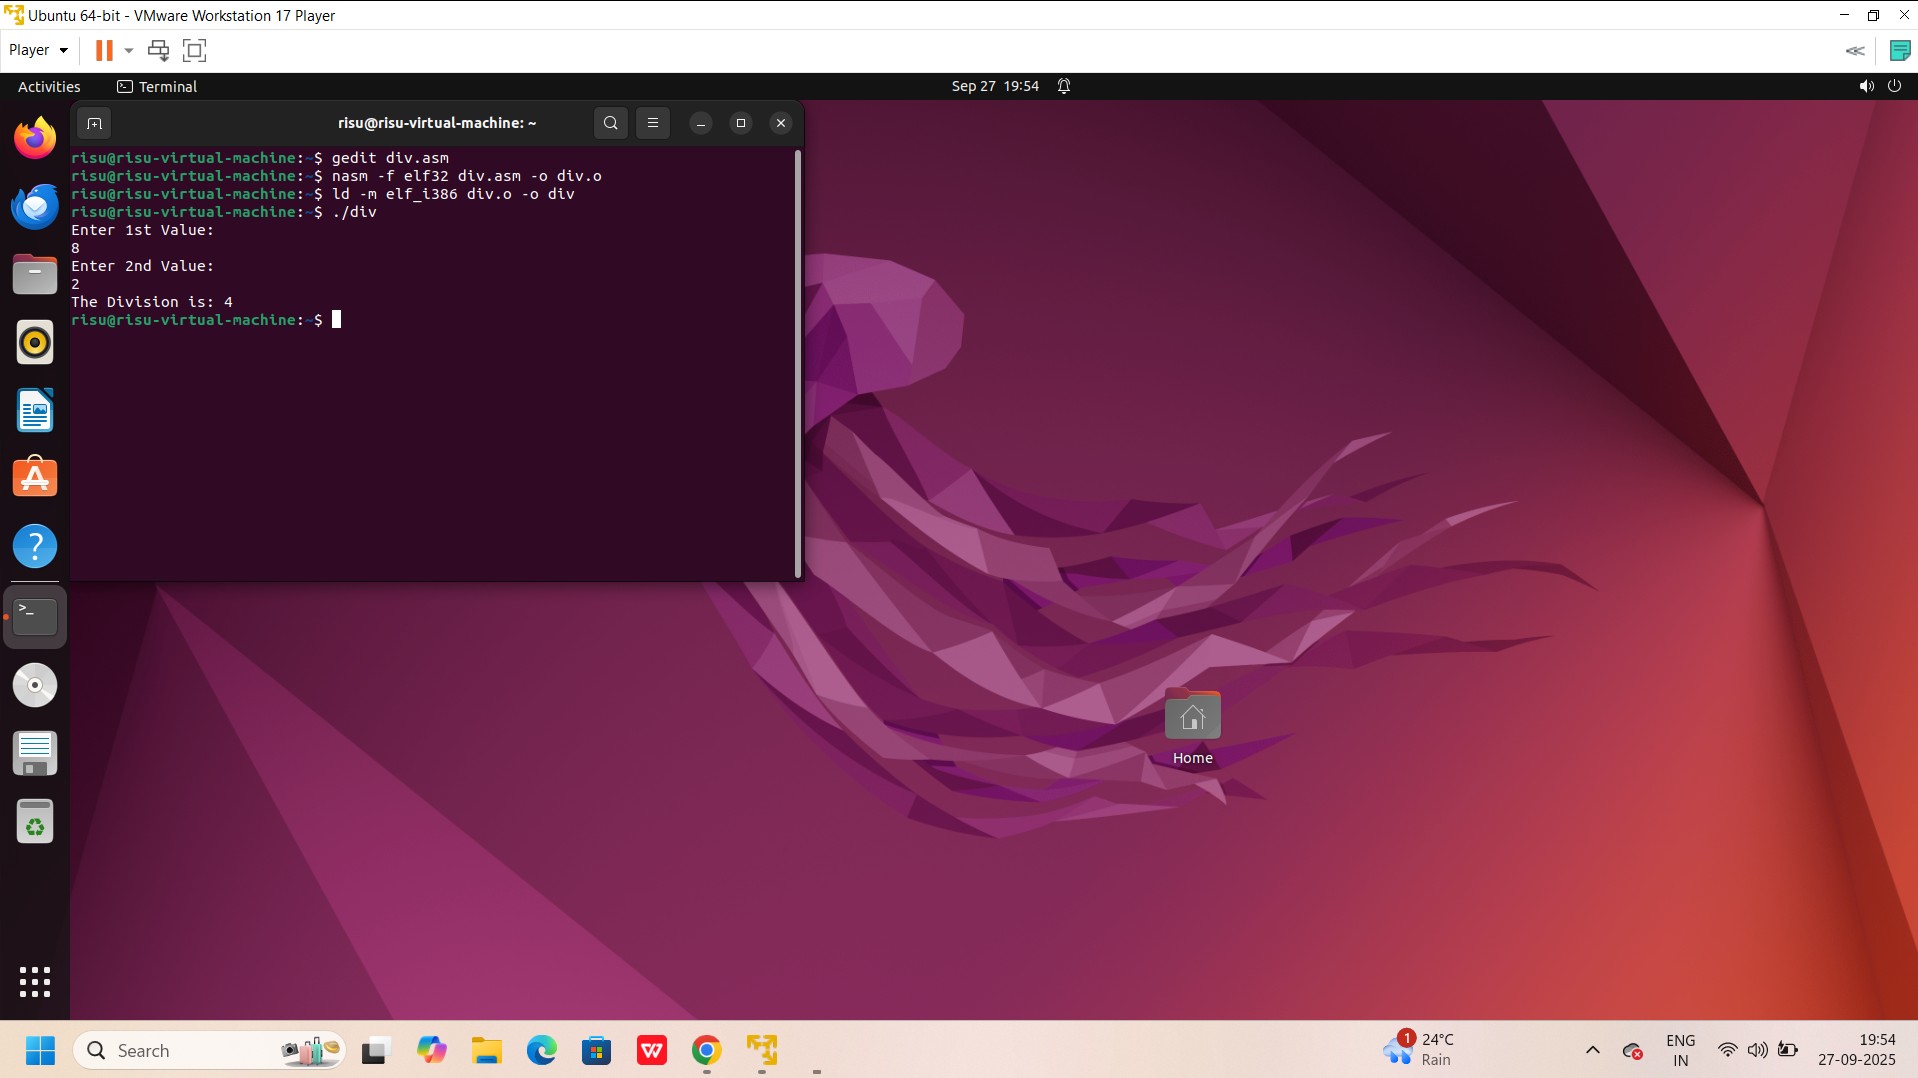 Ubuntu 64-bit - VMware Workstation 17 Player
Player
Activities
Terminal
Sep 27 19:54
risu@risu-virtual-machine: ~
risu@risu-virtual-machine:~$ gedit div.asm
risu@risu-virtual-machine:~$ nasm -f elf32 div.asm -o div.o
risu@risu-virtual-machine:~$ ld -m elf_i386 div.o -o div
risu@risu-virtual-machine:~$ ./div
Enter 1st Value:
8
Enter 2nd Value:
2
The Division is: 4
risu@risu-virtual-machine:~$
Home
Search
1
24°C
Rain
ENG
IN
19:54
27-09-2025